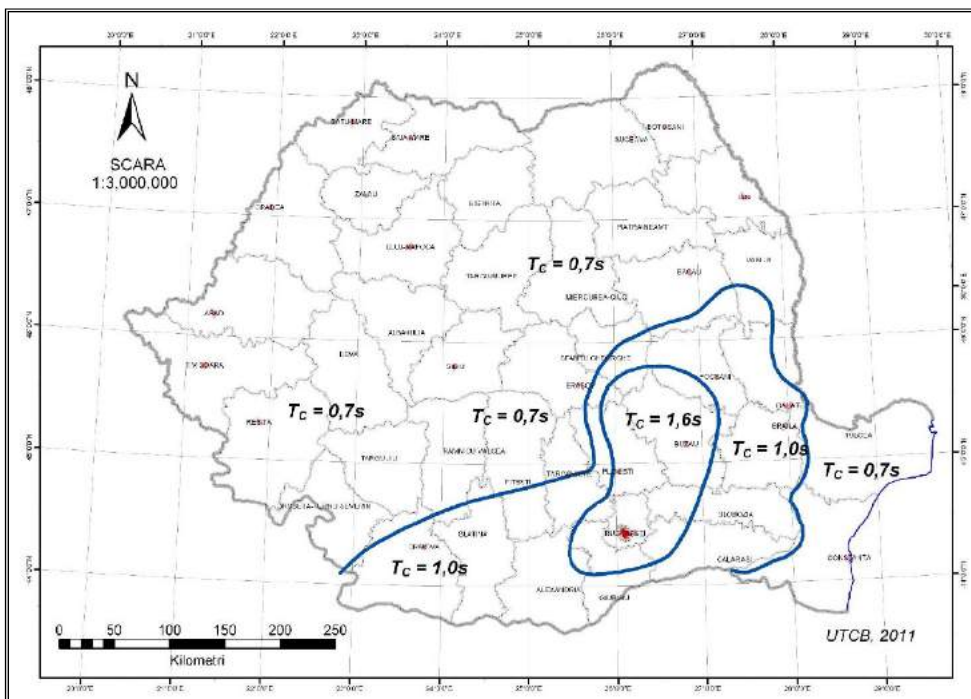 N
SCARA
1:3.000.000
SATU MARE
BAIA MARE
SUCEAVA
BOTOSANI
ZALAU
BISTRITA
ORADEA
CLUJ-NAPOCA
PIATRA NEAMT
TARGU MURES
BACAU
VASLUI
T_C = 0,7s
MIERCUREA-CIUC
ARAD
ALBA IULIA
DEVA
SIBIU
TIMISOARA
SFANTU GHEORGHE
BRASOV
FOCSANI
T_C = 0,7s
T_C = 0,7s
T_C = 1,6s
GALATI
RESITA
BRAILA
TULCEA
BUZAU
T_C = 1,0s
T_C = 0,7s
TARGU JIU
RAMNICU VALCEA
PLOIESTI
PITESTI
DROBETA-TURNU SEVERIN
SLOBOZIA
SLATINA
BUCURESTI
CRAIOVA
CALARASI
CONSTANTA
T_C = 1,0s
ALEXANDRIA
GIURGIU
0 50 100 150 200 250
Kilometri
UTCB, 2011